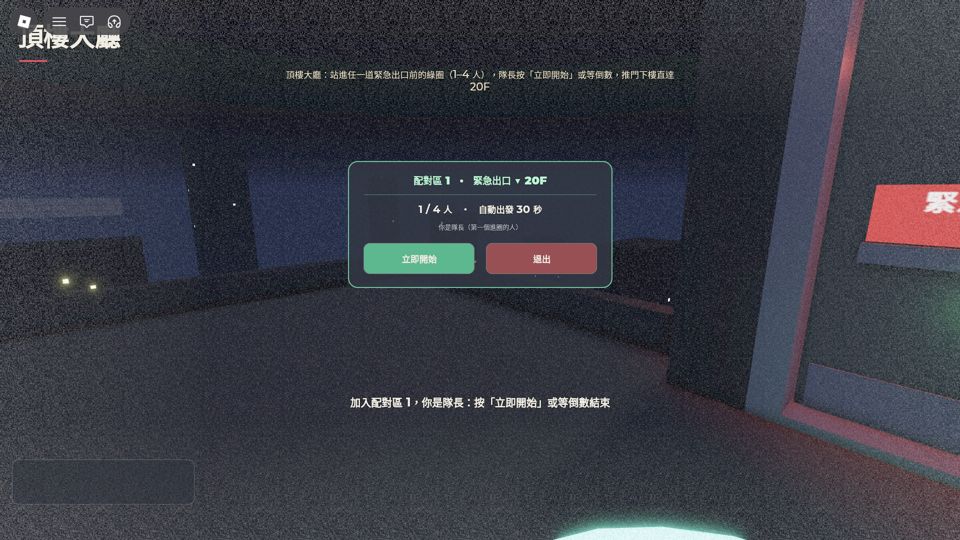 頂樓大廳
頂樓大廳：站進任一道緊急出口前的綠圈（1–4 人），隊長按「立即開始」或等倒數，推門下樓直達
20F
配對區 1 • 緊急出口 ▼ 20F
1 / 4 人 • 自動出發 30 秒
你是隊長（第一個進圈的人）
立即開始
退出
緊
加入配對區 1，你是隊長：按「立即開始」或等倒數結束